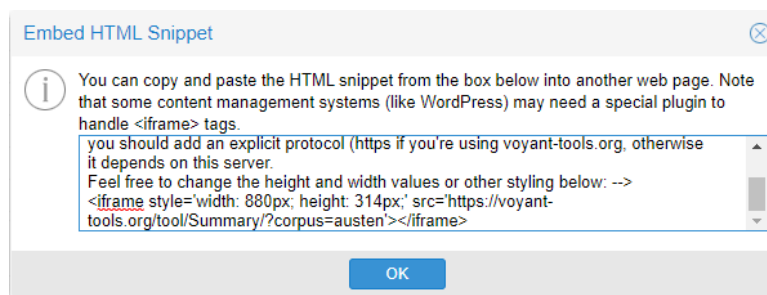 Embed HTML Snippet
You can copy and paste the HTML snippet from the box below into another web page. Note
that some content management systems (like WordPress) may need a special plugin to
handle <iframe> tags.
you should add an explicit protocol (https if you're using voyant-tools.org, otherwise
it depends on this server.
Feel free to change the height and width values or other styling below: -->
<iframe style='width: 880px; height: 314px;' src='https://voyant-
tools.org/tool/Summary/?corpus=austen'></iframe>
OK